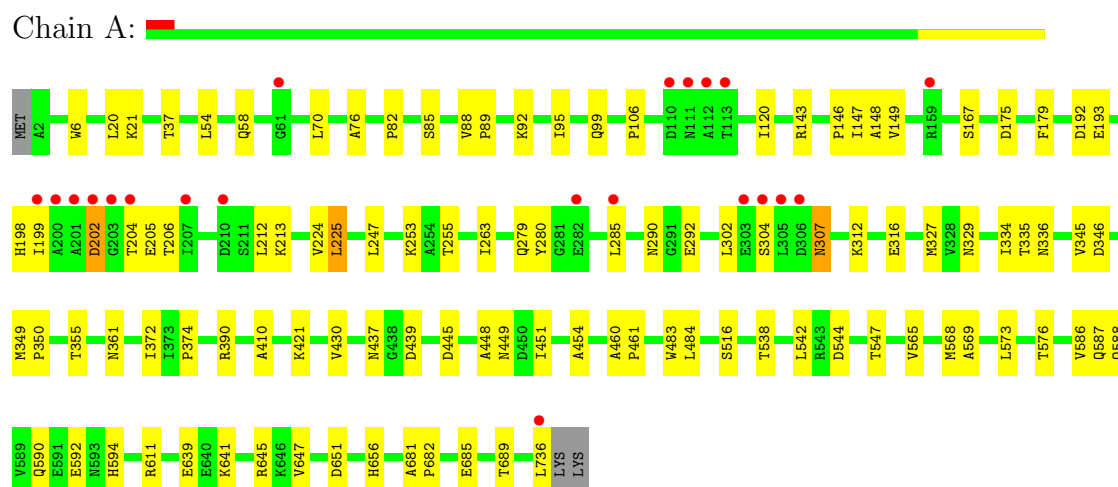 Chain A:
MET A2 W6 L20 K21 T37 L54 Q58 G61 L70 A76 P82 S85 V88 P89 K92 I95 Q99 P106 D110 N111 A112 T113 I120 R143 P146 I147 A148 V149 R159 S167 D175 F179 D192 E193
H198 I199 A200 A201 D202 G203 T204 E205 T206 I207 D210 S211 L212 K213 V224 L225 L247 K253 A254 T255 I263 Q279 Y280 G281 E282 L285 N290 G291 E292 L302 E303 S304 L305 D306 N307 K312 E316 M327 V328 N329 I334 T335 N336 V345 D346
M349 P350 T355 N361 I372 I373 P374 R390 A410 K421 V430 N437 G438 D439 D445 A448 N449 D450 I451 A454 A460 P461 W483 L484 S516 T538 L542 R543 D544 T547 V565 M568 A569 L573 T576 V586 Q587
V589 Q590 E591 E592 N593 H594 R611 E639 E640 K641 R645 K646 V647 D651 H656 A681 P682 E685 T689 L736 LYS LYS